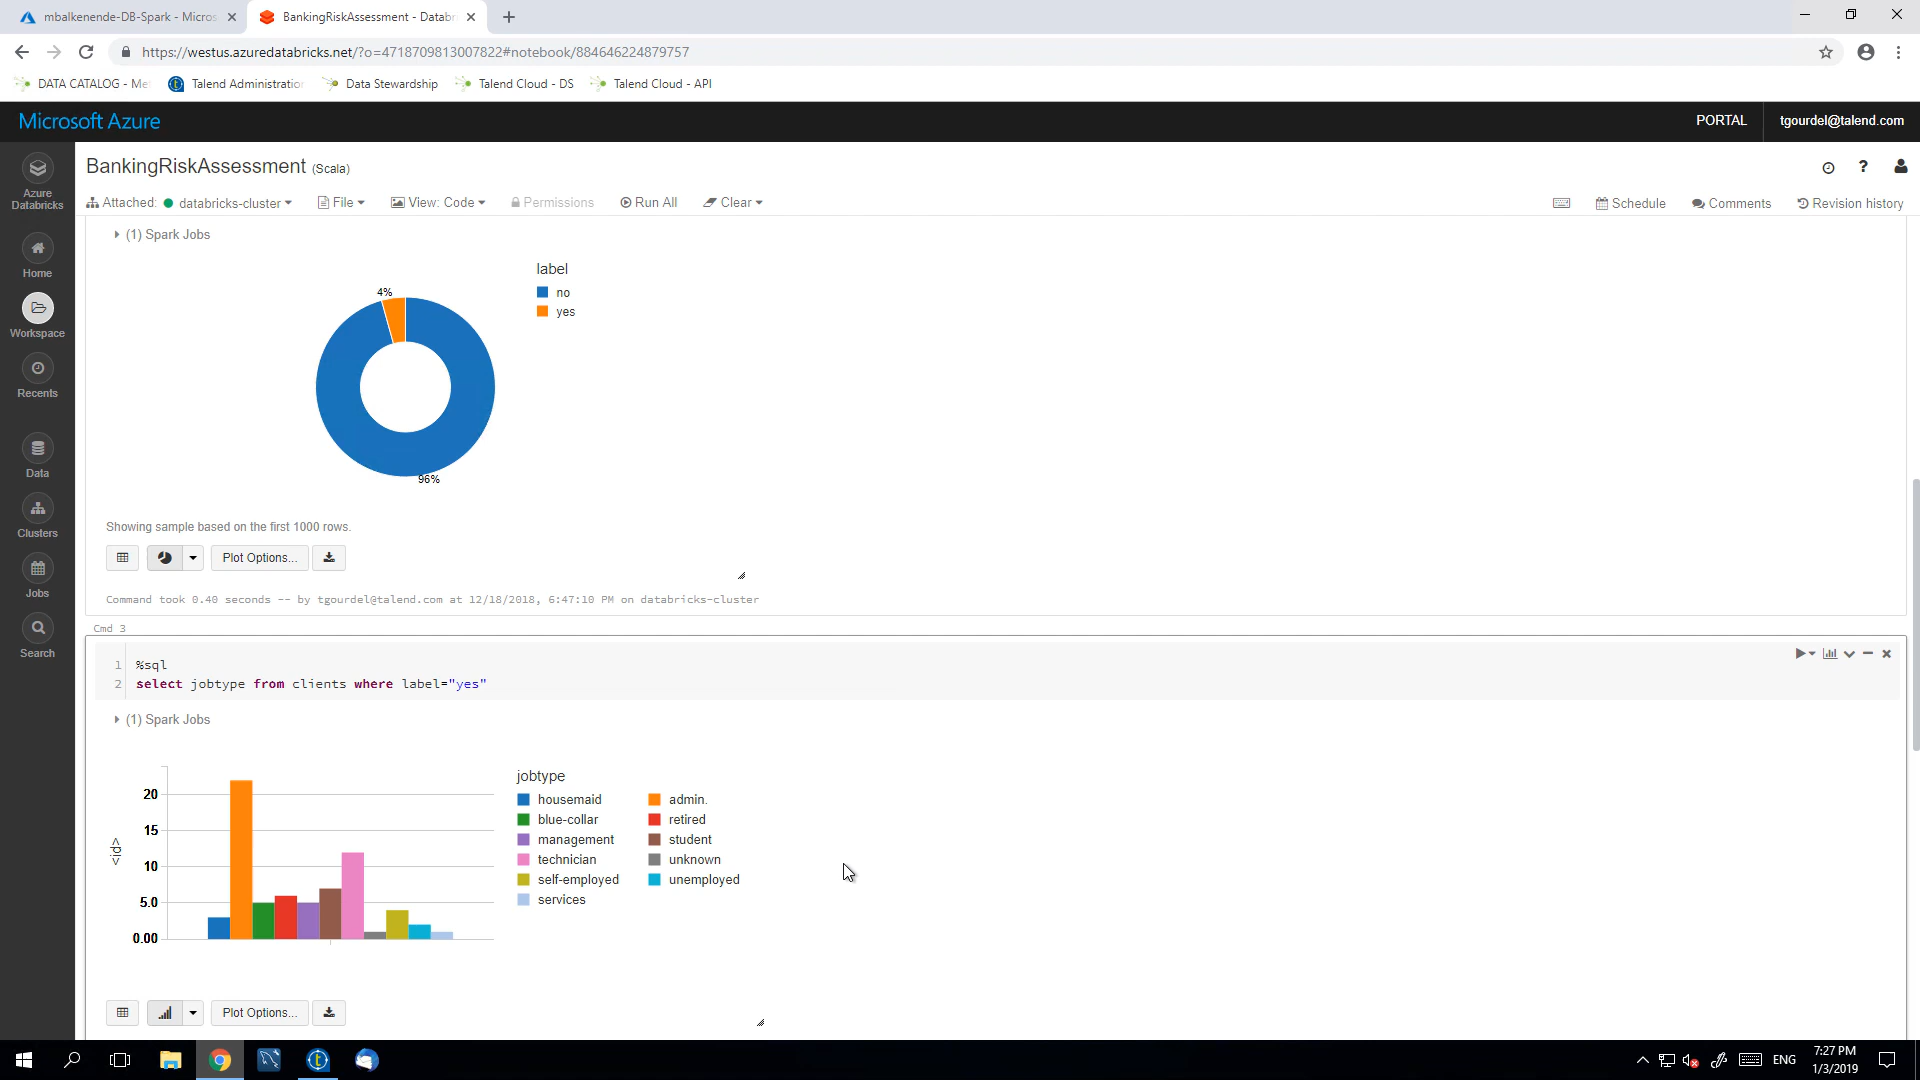 mbalkenende-DB-Spark - Micros
BankingRiskAssessment - Databr
https://westus.azuredatabricks.net/?o=4718709813007822#notebook/884646224879757
DATA CATALOG - Me
Talend Administratio
Data Stewardship
Talend Cloud - DS
Talend Cloud - API
Microsoft Azure
PORTAL
tgourdel@talend.com
Azure
Databricks
Home
Workspace
Recents
Data
Clusters
Jobs
Search
BankingRiskAssessment (Scala)
?
Attached: databricks-cluster
File
View: Code
Permissions
Run All
Clear
Schedule
Comments
Revision history
(1) Spark Jobs
label
no
yes
4%
96%
Showing sample based on the first 1000 rows.
Plot Options...
Command took 0.40 seconds -- by tgourdel@talend.com at 12/18/2018, 6:47:10 PM on databricks-cluster
Cmd 3
1 %sql
2 select jobtype from clients where label="yes"
(1) Spark Jobs
<id>
20
15
10
5.0
0.00
jobtype
housemaid
admin.
blue-collar
retired
management
student
technician
unknown
self-employed
unemployed
services
Plot Options...
ENG
7:27 PM
1/3/2019